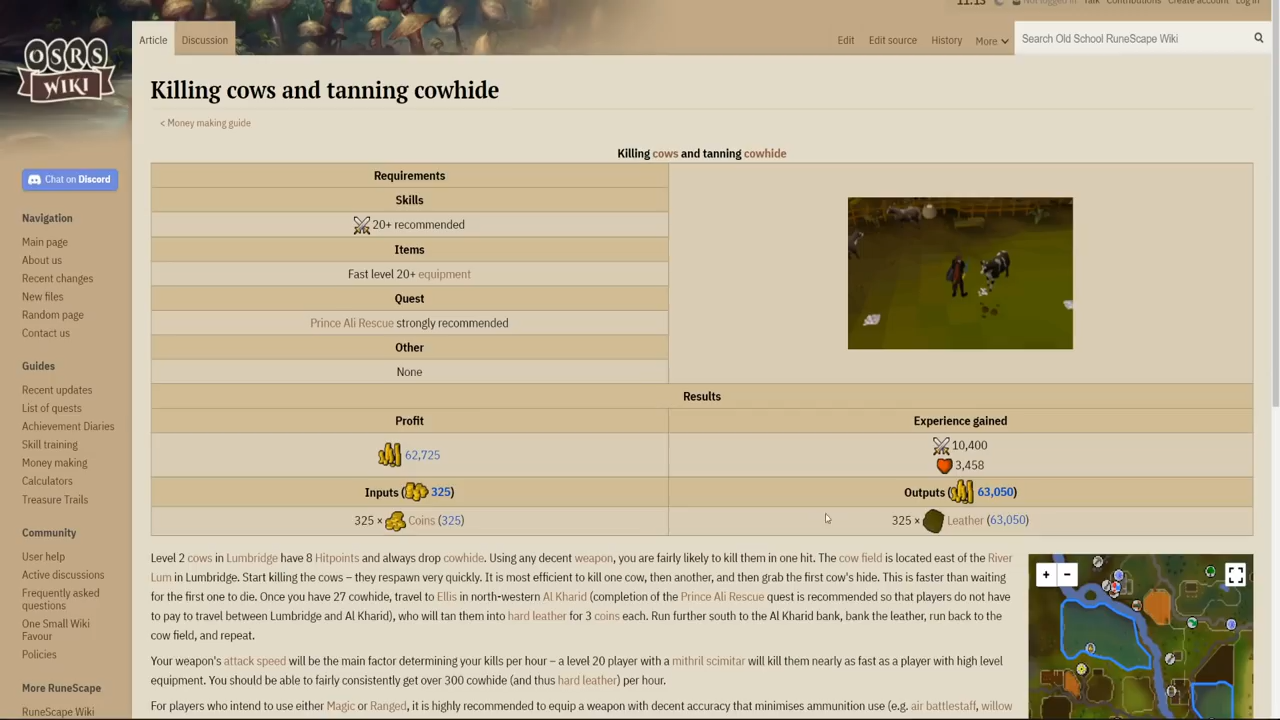 11:13 Not logged in Talk Contributions Create account Log in
OSRS
WIKI
Article Discussion Edit Edit source History More Search Old School RuneScape Wiki
Killing cows and tanning cowhide
< Money making guide
Chat on Discord
Navigation
Main page
About us
Recent changes
New files
Random page
Contact us
Guides
Recent updates
List of quests
Achievement Diaries
Skill training
Money making
Calculators
Treasure Trails
Community
User help
Active discussions
Frequently asked
questions
One Small Wiki
Favour
Policies
More RuneScape
RuneScape Wiki
Killing cows and tanning cowhide
Requirements
Skills
20+ recommended
Items
Fast level 20+ equipment
Quest
Prince Ali Rescue strongly recommended
Other
None
Results
Profit Experience gained
62,725 10,400
3,458
Inputs (325) Outputs (63,050)
325 × Coins (325) 325 × Leather (63,050)
Level 2 cows in Lumbridge have 8 Hitpoints and always drop cowhide. Using any decent weapon, you are fairly likely to kill them in one hit. The cow field is located east of the River
Lum in Lumbridge. Start killing the cows – they respawn very quickly. It is most efficient to kill one cow, then another, and then grab the first cow's hide. This is faster than waiting
for the first one to die. Once you have 27 cowhide, travel to Ellis in north-western Al Kharid (completion of the Prince Ali Rescue quest is recommended so that players do not have
to pay to travel between Lumbridge and Al Kharid), who will tan them into hard leather for 3 coins each. Run further south to the Al Kharid bank, bank the leather, run back to the
cow field, and repeat.
Your weapon's attack speed will be the main factor determining your kills per hour – a level 20 player with a mithril scimitar will kill them nearly as fast as a player with high level
equipment. You should be able to fairly consistently get over 300 cowhide (and thus hard leather) per hour.
For players who intend to use either Magic or Ranged, it is highly recommended to equip a weapon with decent accuracy that minimises ammunition use (e.g. air battlestaff, willow
+ −